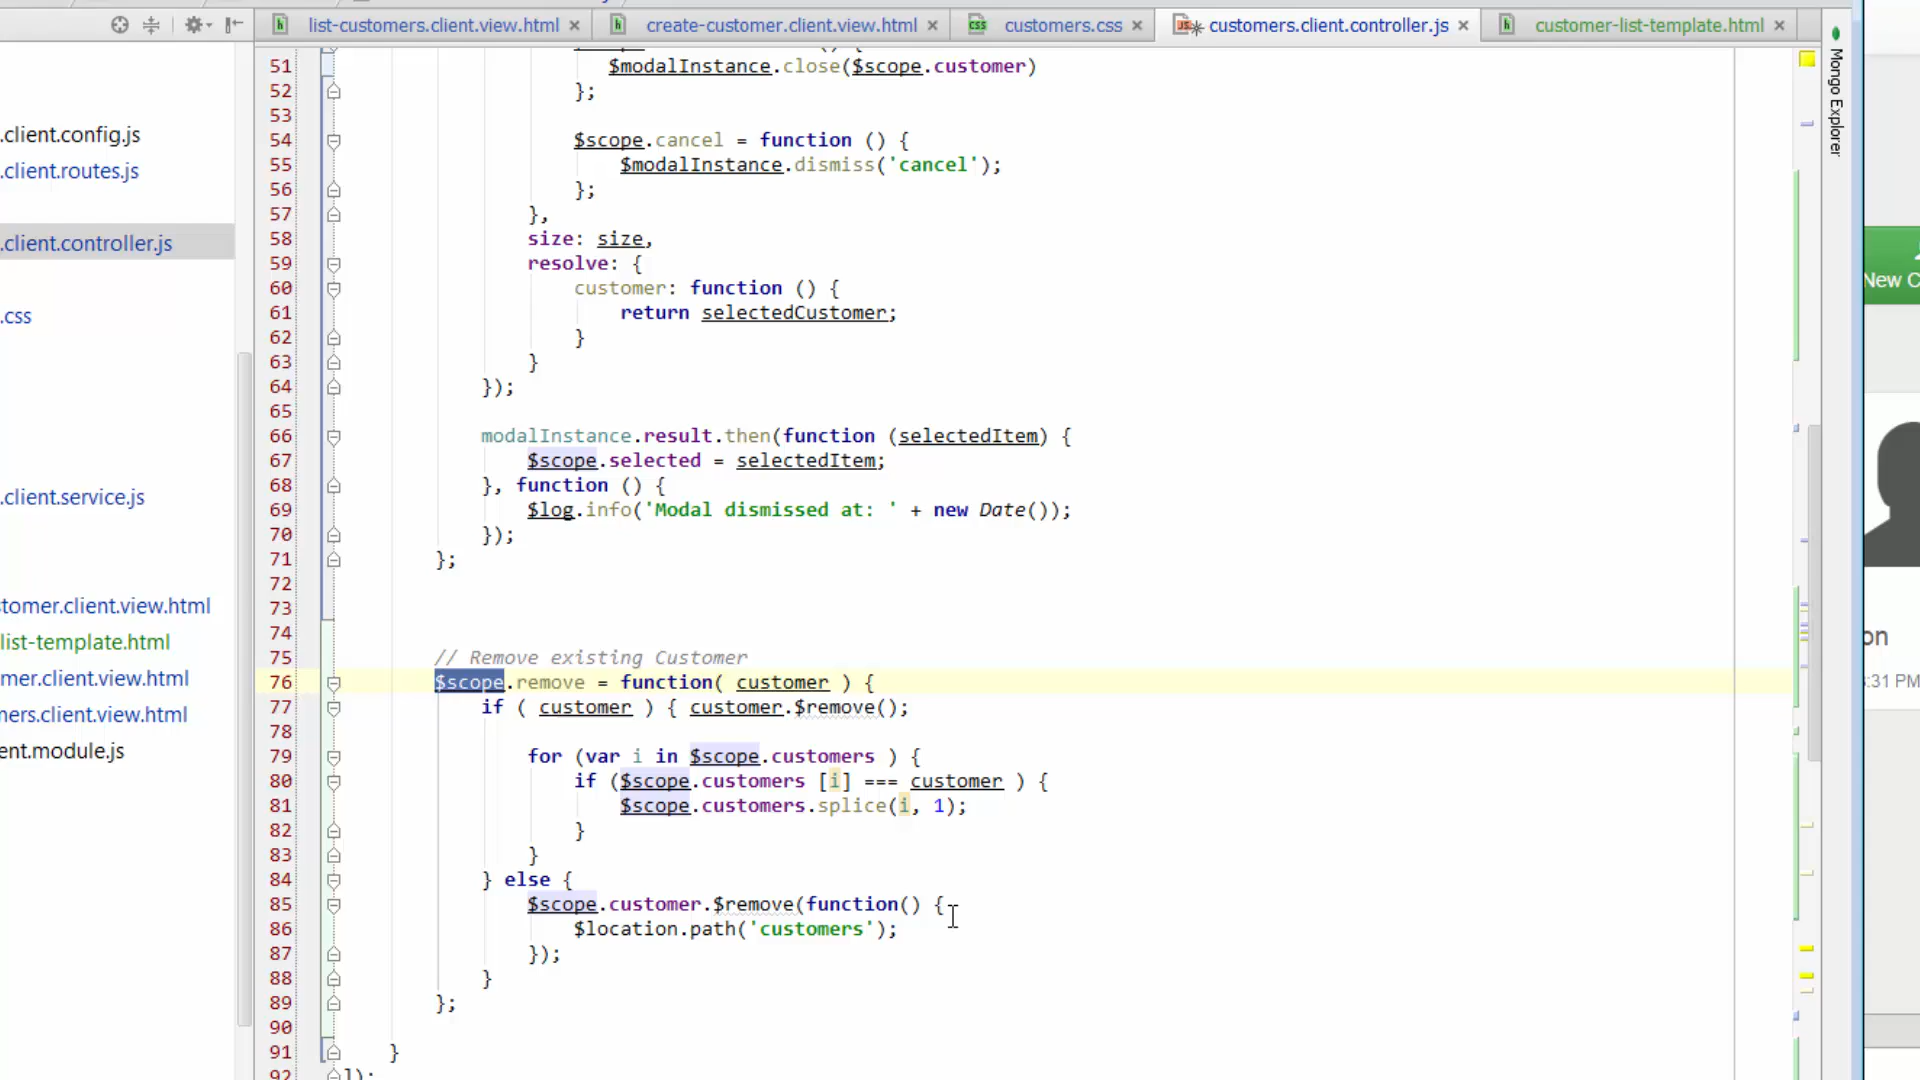 list-customers.client.view.html
create-customer.client.view.html
customers.css
customers.client.controller.js
customer-list-template.html
.client.config.js
.client.routes.js
.client.controller.js
.css
.client.service.js
tomer.client.view.html
list-template.html
mer.client.view.html
mers.client.view.html
ent.module.js
51 $modalInstance.close($scope.customer)
52 };
53
54 $scope.cancel = function () {
55 $modalInstance.dismiss('cancel');
56 };
57 },
58 size: size,
59 resolve: {
60 customer: function () {
61 return selectedCustomer;
62 }
63 }
64 });
65
66 modalInstance.result.then(function (selectedItem) {
67 $scope.selected = selectedItem;
68 }, function () {
69 $log.info('Modal dismissed at: ' + new Date());
70 });
71 };
72
73
74
75 // Remove existing Customer
76 $scope.remove = function( customer ) {
77 if ( customer ) { customer.$remove();
78
79 for (var i in $scope.customers ) {
80 if ($scope.customers [i] === customer ) {
81 $scope.customers.splice(i, 1);
82 }
83 }
84 } else {
85 $scope.customer.$remove(function() {
86 $location.path('customers');
87 });
88 }
89 };
90
91 }
92 ]);
Mongo Explorer
New C
on
:31 PM